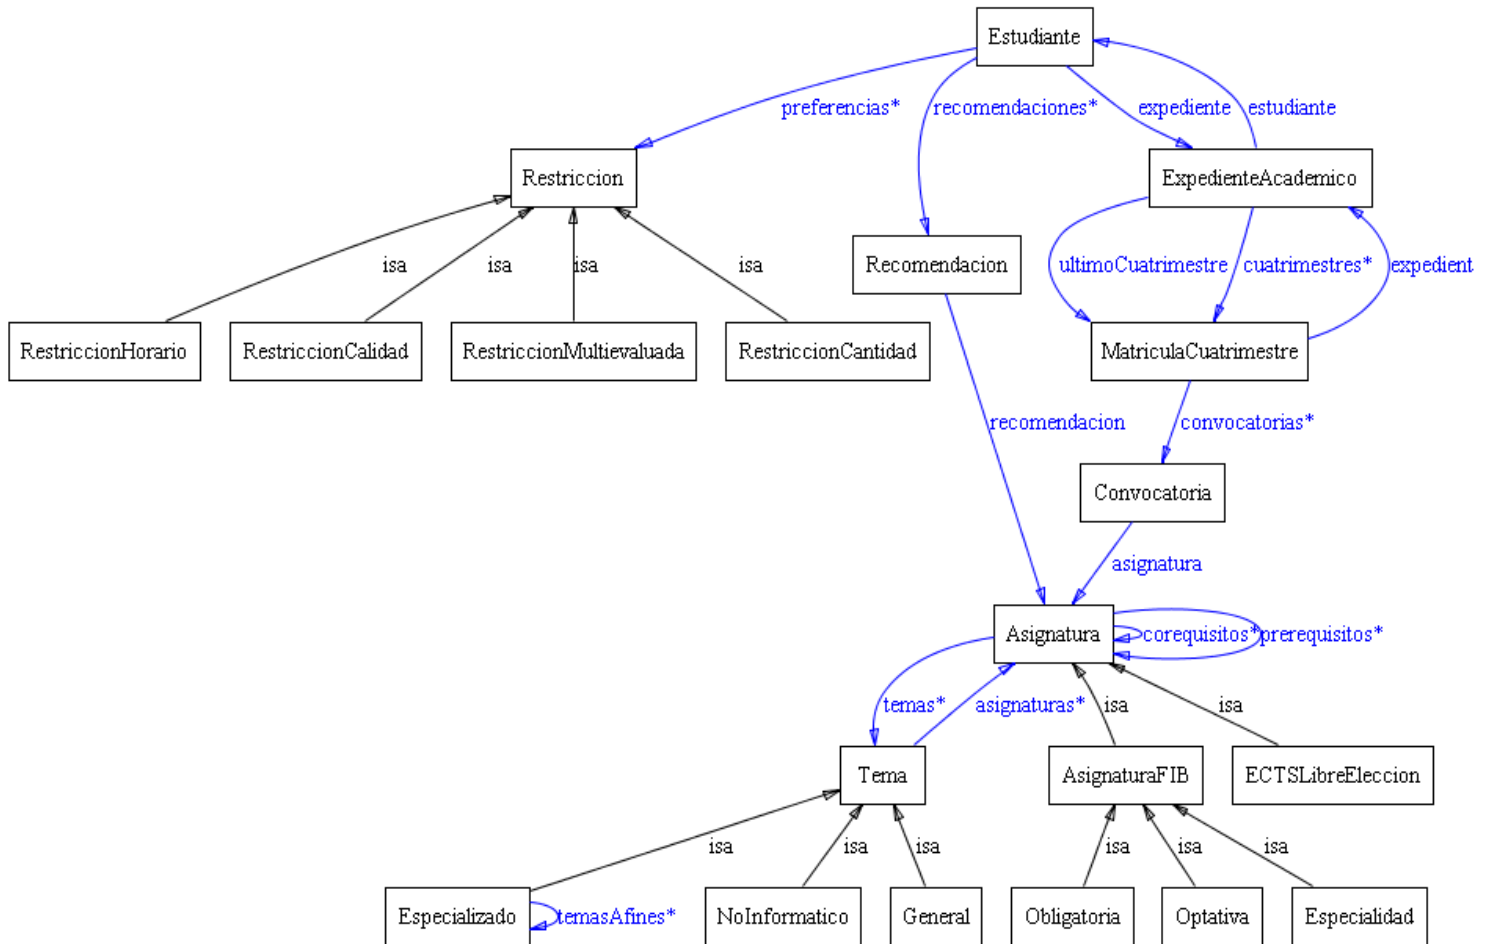 Estudiante
preferencias*
recomendaciones*
expediente
estudiante
Restriccion
ExpedienteAcademico
Recomendacion
isa
isa
isa
isa
ultimoCuatrimestre
cuatrimestres*
expedient
RestriccionHorario
RestriccionCalidad
RestriccionMultievaluada
RestriccionCantidad
MatriculaCuatrimestre
recomendacion
convocatorias*
Convocatoria
asignatura
Asignatura
corequisitos*
prerequisitos*
temas*
asignaturas*
isa
isa
Tema
AsignaturaFIB
ECTSLibreEleccion
isa
isa
isa
isa
isa
isa
Especializado
temasAfines*
NoInformatico
General
Obligatoria
Optativa
Especialidad